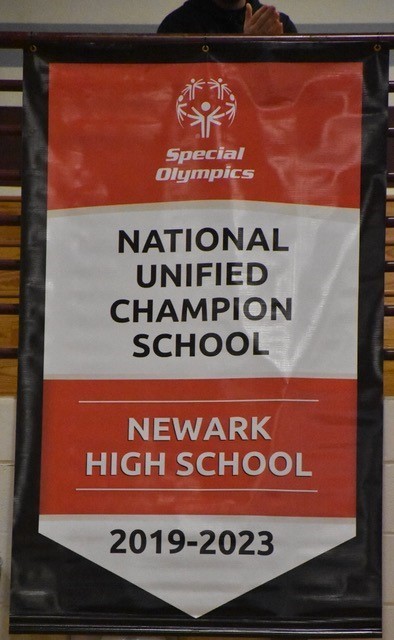 Special
Olympics
NATIONAL
UNIFIED
CHAMPION
SCHOOL
NEWARK
HIGH SCHOOL
2019-2023